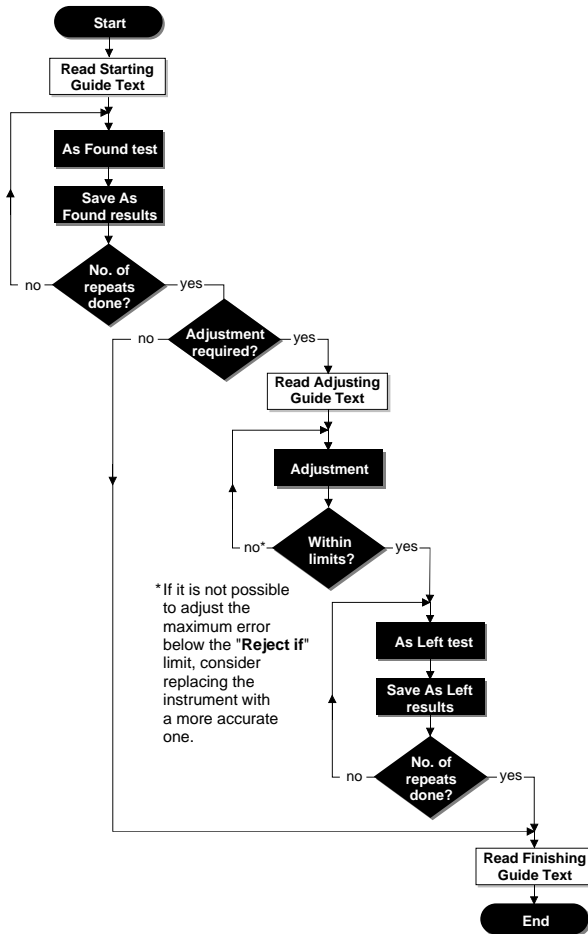 Start
Read Starting
Guide Text
As Found test
Save As
Found results
No. of
repeats
done?
no
yes
Adjustment
required?
no
yes
Read Adjusting
Guide Text
Adjustment
Within
limits?
no*
yes
*If it is not possible
to adjust the
maximum error
below the "Reject if"
limit, consider
replacing the
instrument with
a more accurate
one.
As Left test
Save As Left
results
No. of
repeats
done?
no
yes
Read Finishing
Guide Text
End